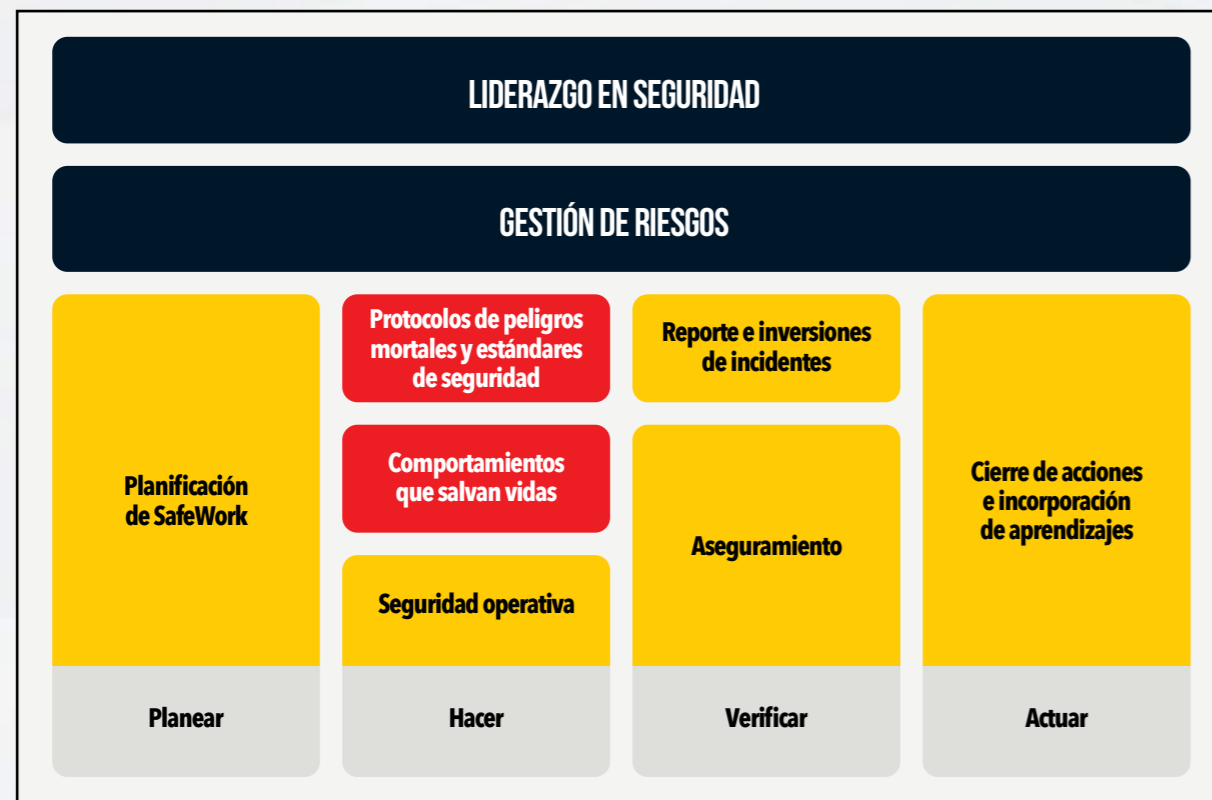 LIDERAZGO EN SEGURIDAD
GESTIÓN DE RIESGOS
Planificación
de SafeWork
Planear
Protocolos de peligros
mortales y estándares
de seguridad
Comportamientos
que salvan vidas
Seguridad operativa
Hacer
Reporte e inversiones
de incidentes
Aseguramiento
Verificar
Cierre de acciones
e incorporación
de aprendizajes
Actuar